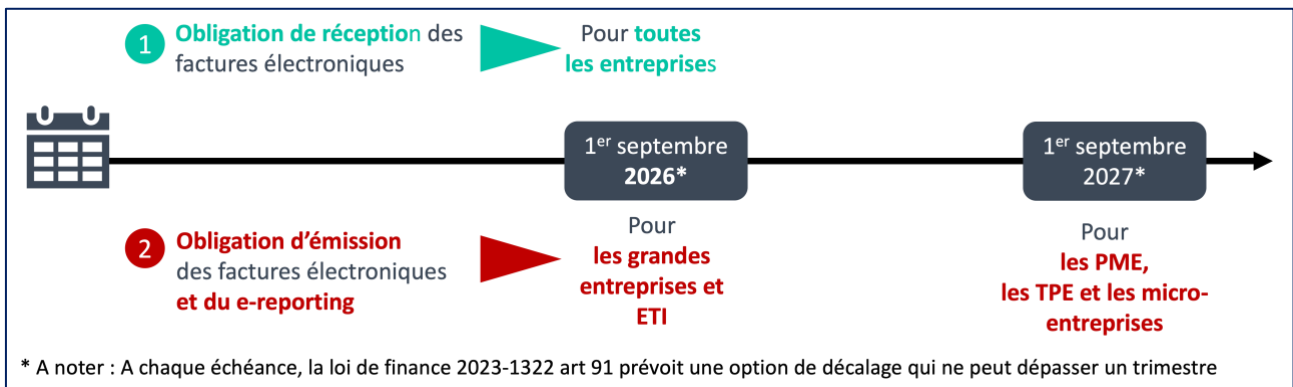 1 Obligation de réception des
factures électroniques
Pour toutes
les entreprises
1er septembre
2026*
1er septembre
2027*
2 Obligation d’émission
des factures électroniques
et du e-reporting
Pour
les grandes
entreprises et
ETI
Pour
les PME,
les TPE et les micro-
entreprises
* A noter : A chaque échéance, la loi de finance 2023-1322 art 91 prévoit une option de décalage qui ne peut dépasser un trimestre